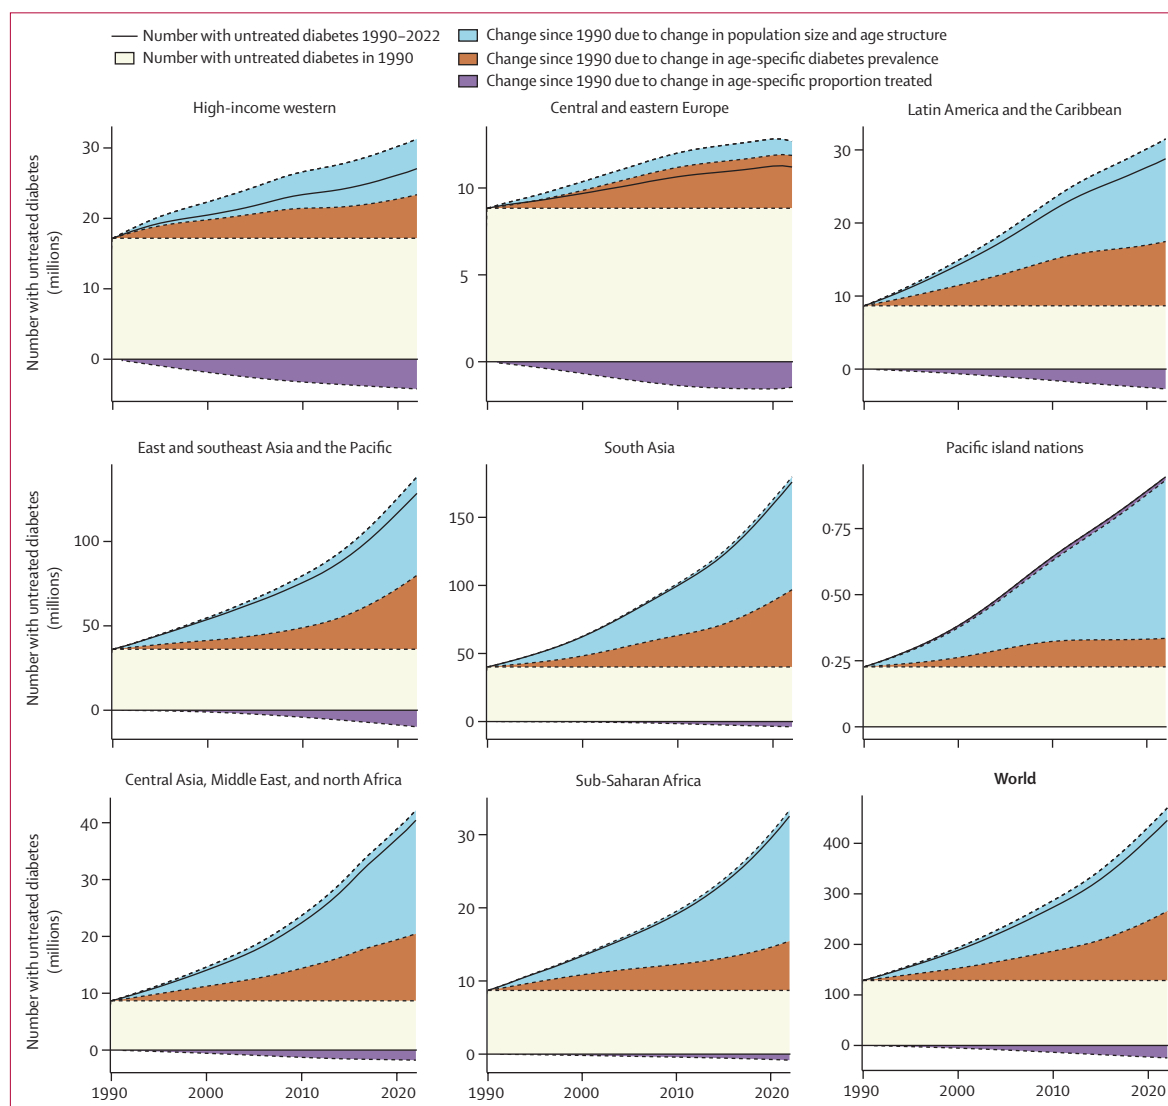 Number with untreated diabetes 1990–2022
Number with untreated diabetes in 1990
Change since 1990 due to change in population size and age structure
Change since 1990 due to change in age-specific diabetes prevalence
Change since 1990 due to change in age-specific proportion treated
High-income western
Central and eastern Europe
Latin America and the Caribbean
Number with untreated diabetes
(millions)
30
20
10
0
10
5
0
30
20
10
0
East and southeast Asia and the Pacific
South Asia
Pacific island nations
Number with untreated diabetes
(millions)
100
50
0
150
100
50
0
0·75
0·50
0·25
0
Central Asia, Middle East, and north Africa
Sub-Saharan Africa
World
Number with untreated diabetes
(millions)
40
30
20
10
0
30
20
10
0
400
300
200
100
0
1990 2000 2010 2020
1990 2000 2010 2020
1990 2000 2010 2020